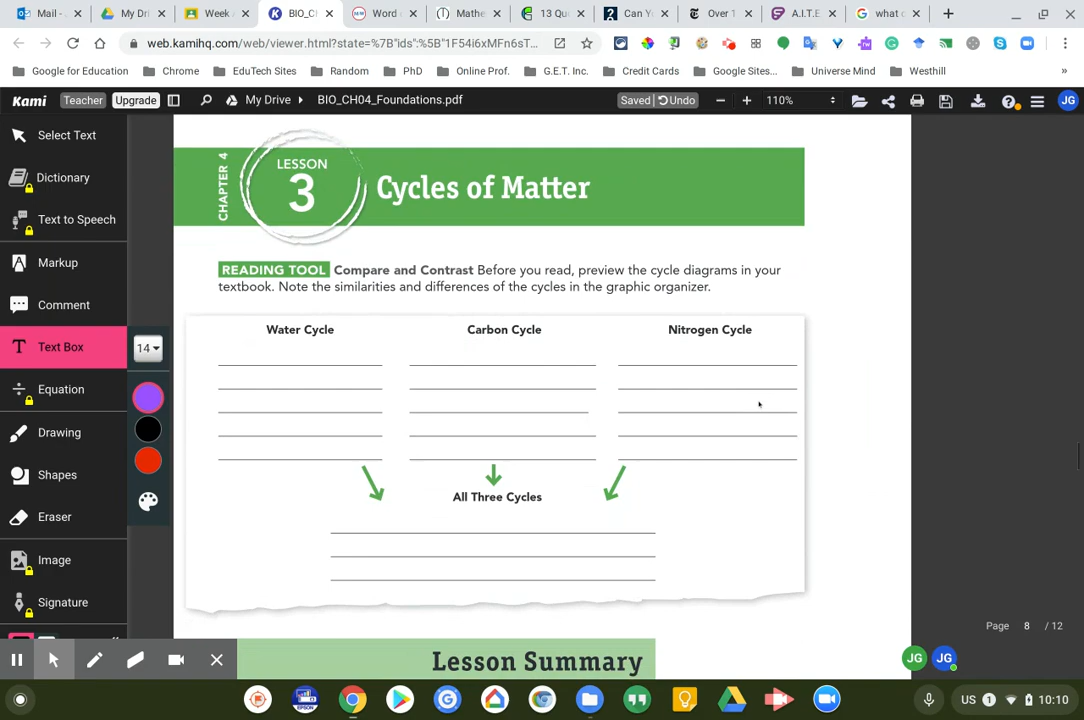 Mail -
My Dri
Week
BIO_CH
Word
Mathe
13 Qu
Can Yo
Over 1
A.I.T.E
what c
web.kamihq.com/web/viewer.html?state=%7B"ids":%5B"1F54i6xMFn6sT...
Google for Education
Chrome
EduTech Sites
Random
PhD
Online Prof.
G.E.T. Inc.
Credit Cards
Google Sites...
Universe Mind
Westhill
»
Kami
Teacher
Upgrade
My Drive
BIO_CH04_Foundations.pdf
Saved
Undo
110%
JG
Select Text
Dictionary
Text to Speech
Markup
Comment
Text Box
14
Equation
Drawing
Shapes
Eraser
Image
Signature
CHAPTER 4
LESSON
3
Cycles of Matter
READING TOOL Compare and Contrast Before you read, preview the cycle diagrams in your
textbook. Note the similarities and differences of the cycles in the graphic organizer.
Water Cycle
Carbon Cycle
Nitrogen Cycle
All Three Cycles
Page 8 / 12
Lesson Summary
JG
JG
EPSON
US
1
10:10